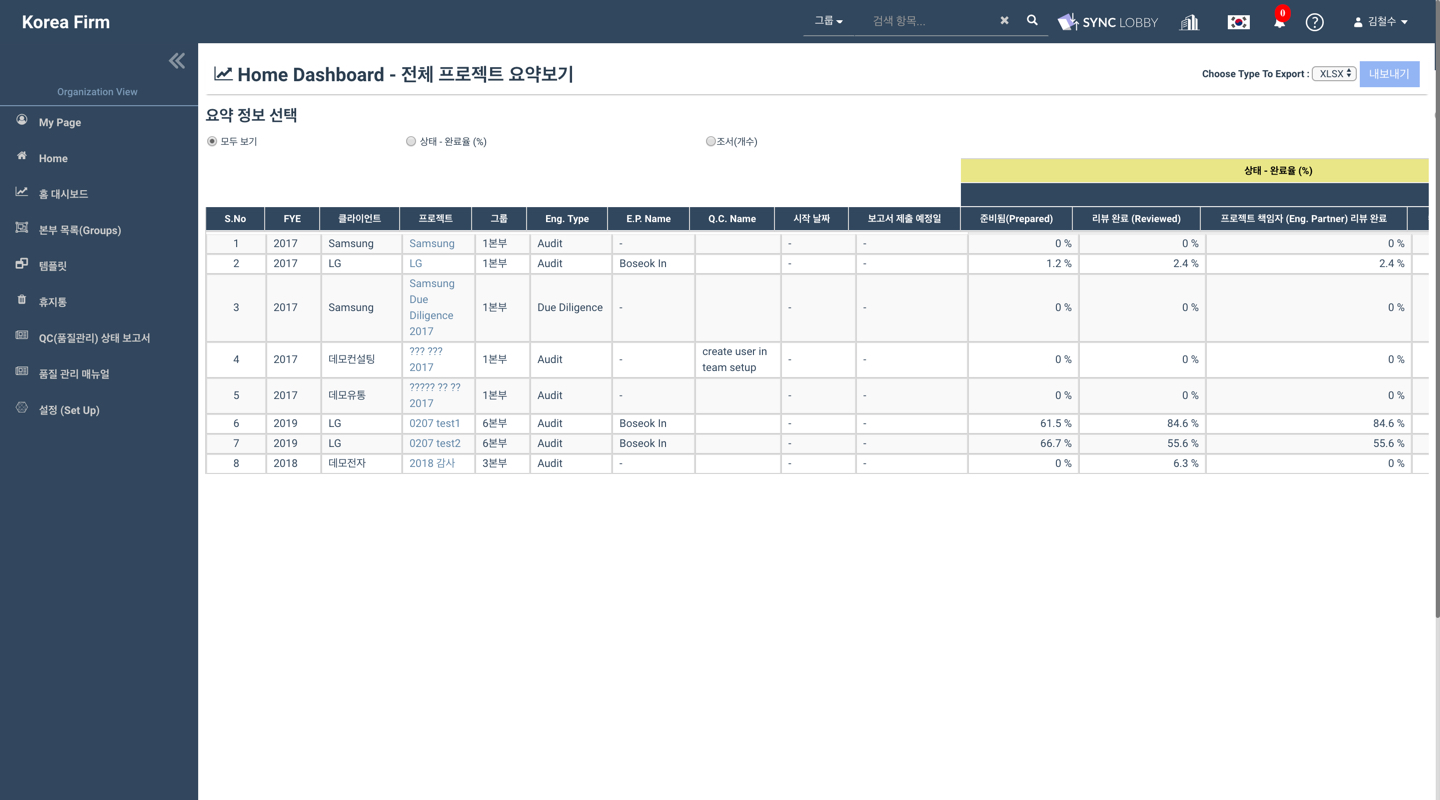 Korea Firm
그룹
검색 항목...
SYNC LOBBY
0
김철수
Organization View
My Page
Home
홈 대시보드
본부 목록(Groups)
템플릿
휴지통
QC(품질관리) 상태 보고서
품질 관리 매뉴얼
설정 (Set Up)
Home Dashboard - 전체 프로젝트 요약보기
Choose Type To Export : XLSX 내보내기
요약 정보 선택
모두 보기 상태 - 완료율 (%) 조서(개수)
상태 - 완료율 (%)
S.No FYE 클라이언트 프로젝트 그룹 Eng. Type E.P. Name Q.C. Name 시작 날짜 보고서 제출 예정일 준비됨(Prepared) 리뷰 완료 (Reviewed) 프로젝트 책임자 (Eng. Partner) 리뷰 완료
1 2017 Samsung Samsung 1본부 Audit - - - 0 % 0 % 0 %
2 2017 LG LG 1본부 Audit Boseok In - - 1.2 % 2.4 % 2.4 %
3 2017 Samsung Samsung Due Diligence 2017 1본부 Due Diligence - - - 0 % 0 % 0 %
4 2017 데모컨설팅 ??? ??? 2017 1본부 Audit - create user in team setup - - 0 % 0 % 0 %
5 2017 데모유통 ????? ?? ?? 2017 1본부 Audit - - - 0 % 0 % 0 %
6 2019 LG 0207 test1 6본부 Audit Boseok In - - 61.5 % 84.6 % 84.6 %
7 2019 LG 0207 test2 6본부 Audit Boseok In - - 66.7 % 55.6 % 55.6 %
8 2018 데모전자 2018 감사 3본부 Audit - - - 0 % 6.3 % 0 %